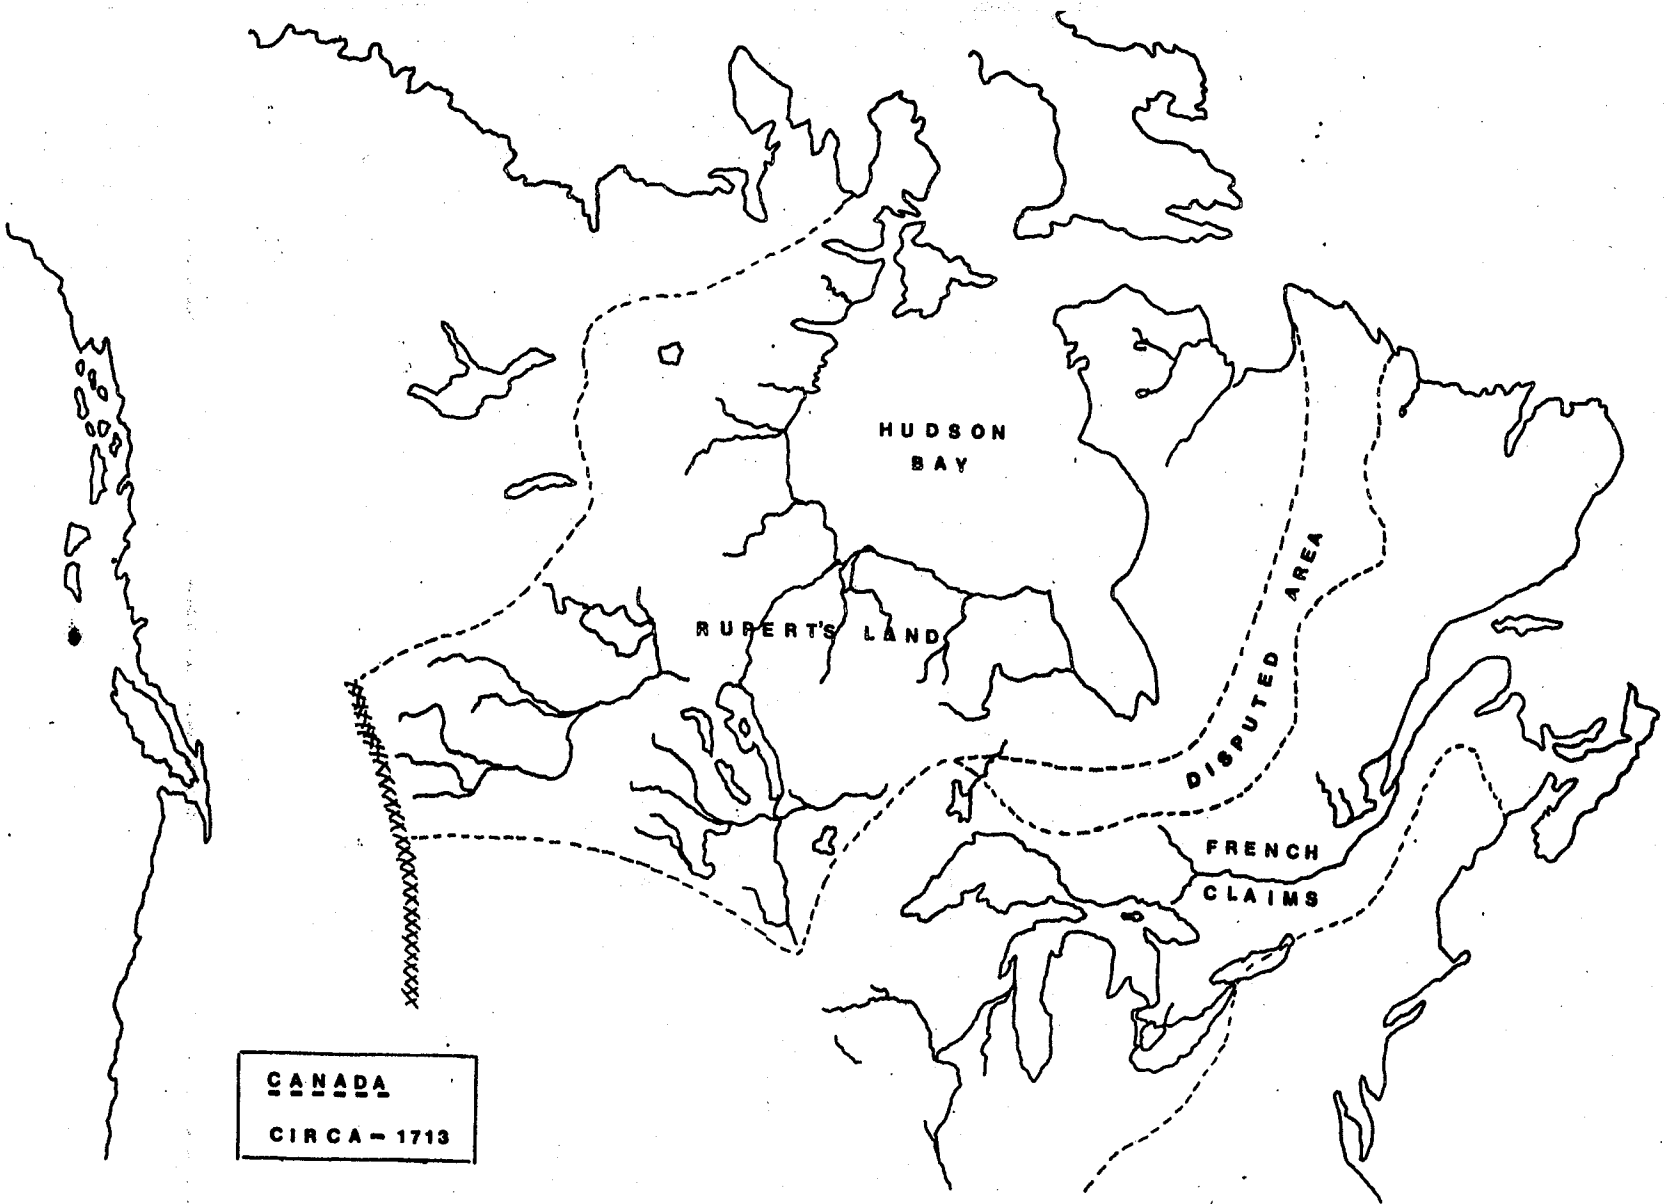 HUDSON
BAY
RUPERT'S LAND
DISPUTED AREA
FRENCH
CLAIMS
CANADA
CIRCA - 1713